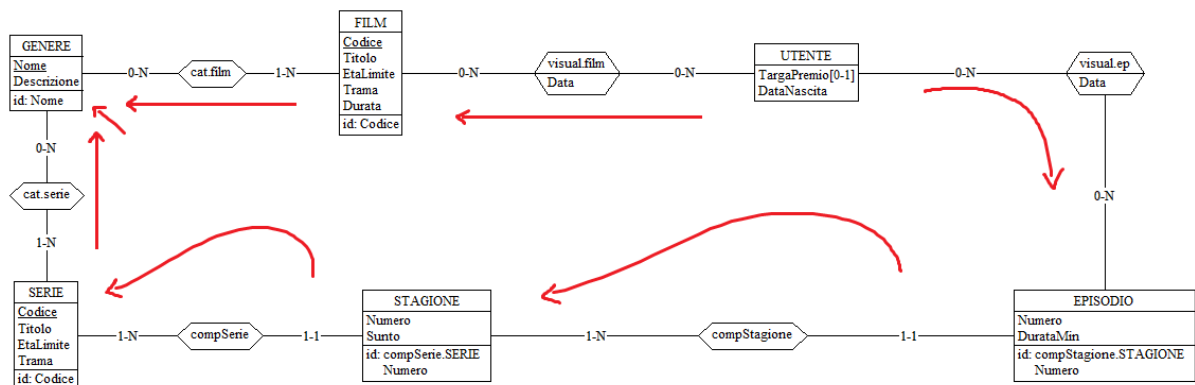 FILM
Codice
Titolo
EtaLimite
Trama
Durata
id: Codice
GENERE
Nome
Descrizione
id: Nome
0-N
cat.film
1-N
0-N
visual.film
Data
0-N
UTENTE
TargaPremio[0-1]
DataNascita
0-N
visual.ep
Data
0-N
cat.serie
1-N
0-N
SERIE
Codice
Titolo
EtaLimite
Trama
id: Codice
1-N
compSerie
1-1
STAGIONE
Numero
Sunto
id: compSerie.SERIE
Numero
1-N
compStagione
1-1
EPISODIO
Numero
DurataMin
id: compStagione.STAGIONE
Numero